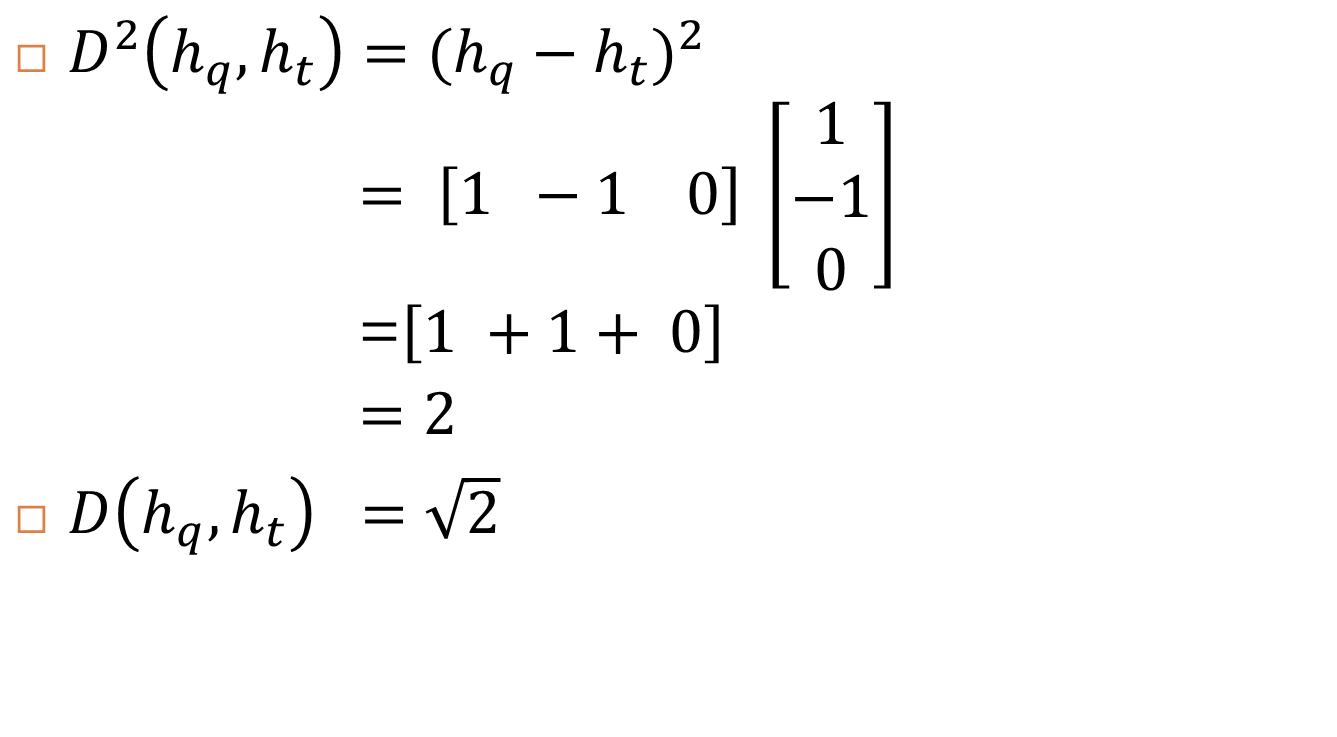 □ D²(h_q, h_t) = (h_q − h_t)²
= [1 −1 0] [1 −1 0]
=[1 + 1 + 0]
= 2
□ D(h_q, h_t) = √2